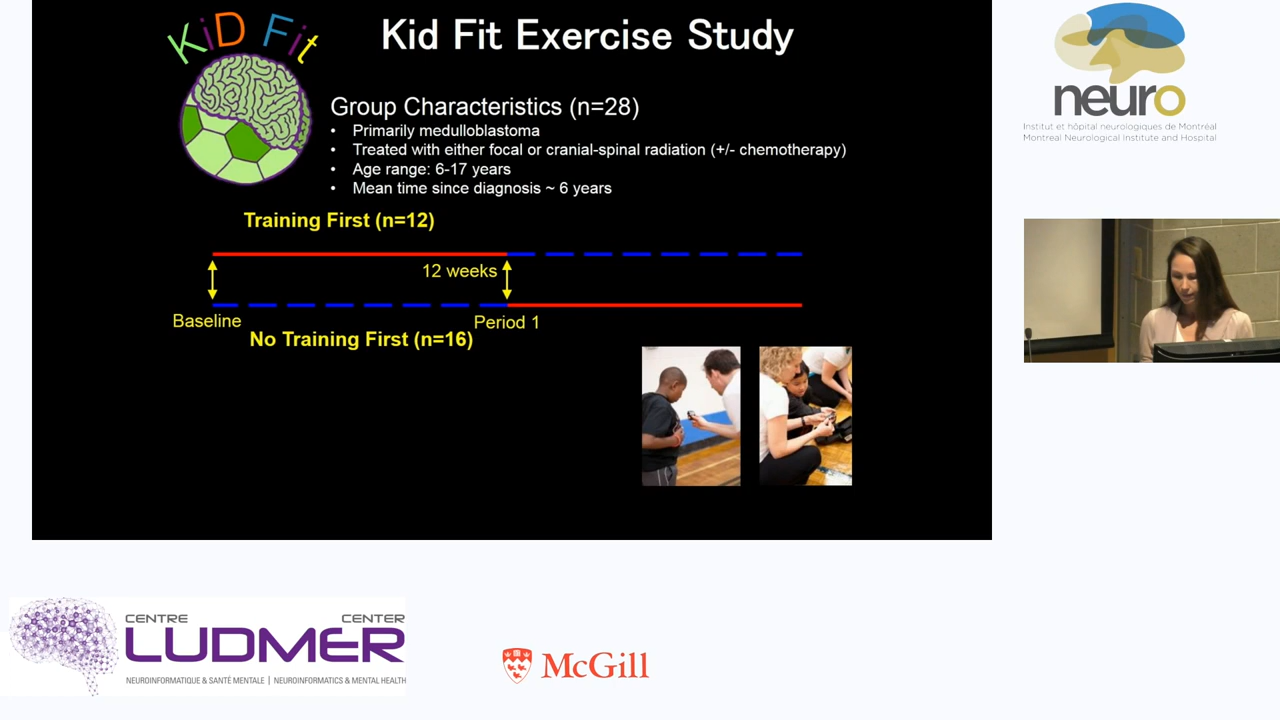 KiD Fit
Kid Fit Exercise Study
Group Characteristics (n=28)
• Primarily medulloblastoma
• Treated with either focal or cranial-spinal radiation (+/- chemotherapy)
• Age range: 6-17 years
• Mean time since diagnosis ~ 6 years
Training First (n=12)
12 weeks
Baseline
Period 1
No Training First (n=16)
neuro
Institut et hôpital neurologiques de Montréal
Montreal Neurological Institute and Hospital
CENTRE CENTER
LUDMER
NEUROINFORMATIQUE & SANTÉ MENTALE | NEUROINFORMATICS & MENTAL HEALTH
McGill